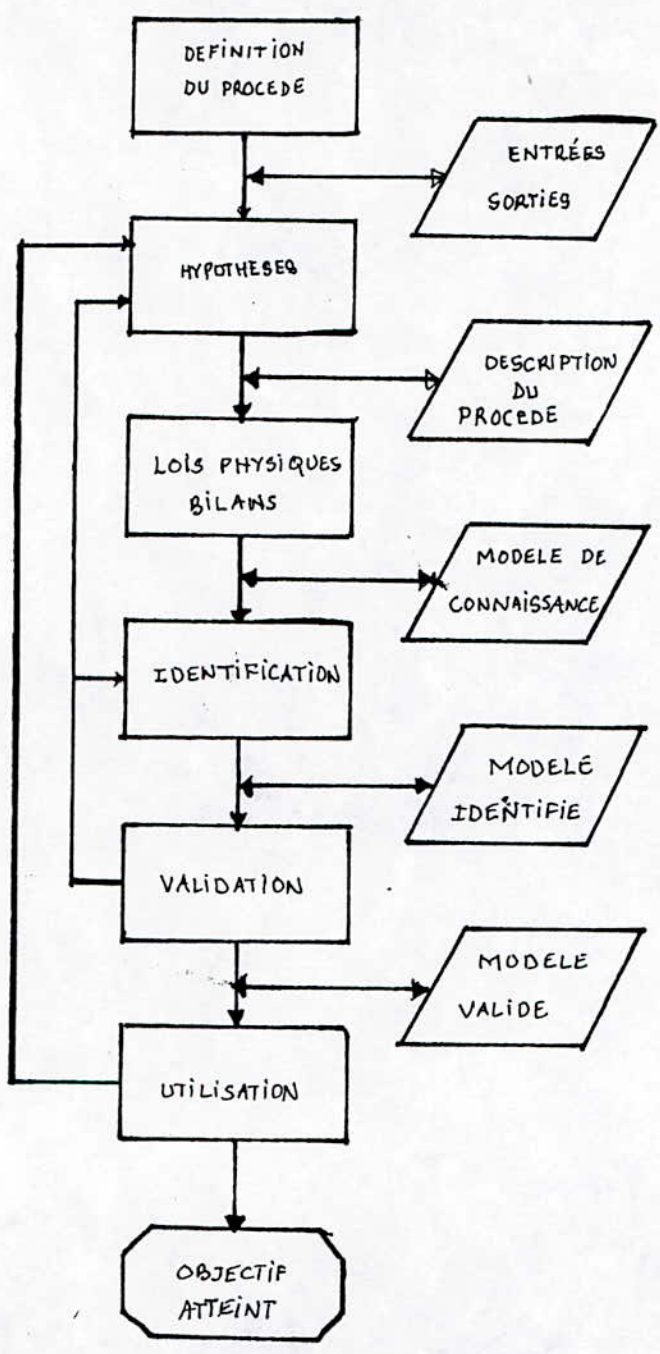 DEFINITION
DU PROCEDE
ENTRÉES
SORTIES
HYPOTHESES
DESCRIPTION
DU
PROCEDE
LOIS PHYSIQUES
BILANS
MODELE DE
CONNAISSANCE
IDENTIFICATION
MODELE
IDENTIFIE
VALIDATION
MODELE
VALIDE
UTILISATION
OBJECTIF
ATTEINT